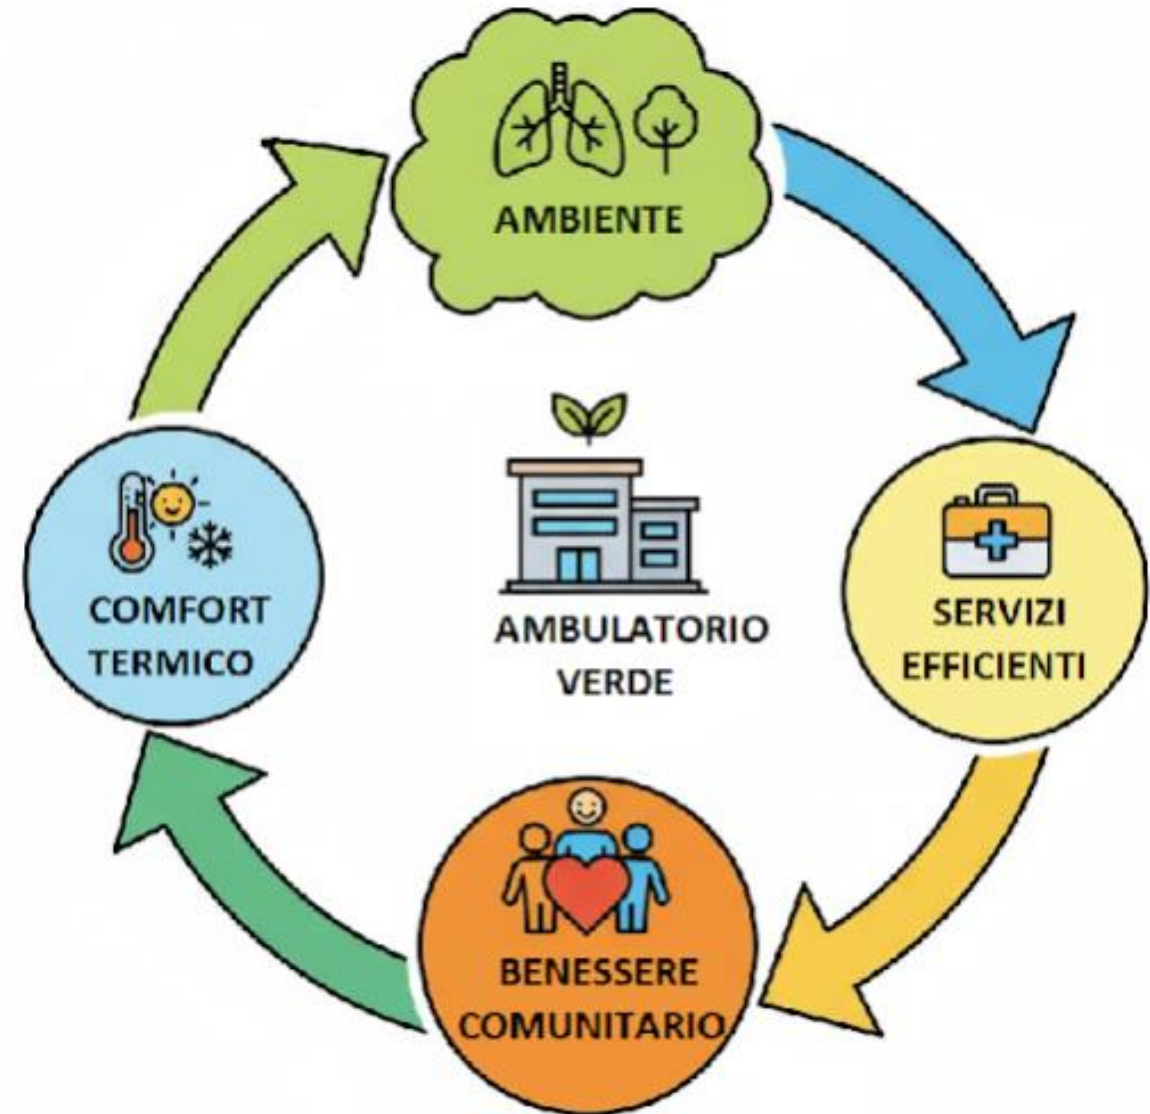 AMBIENTE
COMFORT
TERMICO
AMBULATORIO
VERDE
SERVIZI
EFFICIENTI
BENESSERE
COMUNITARIO